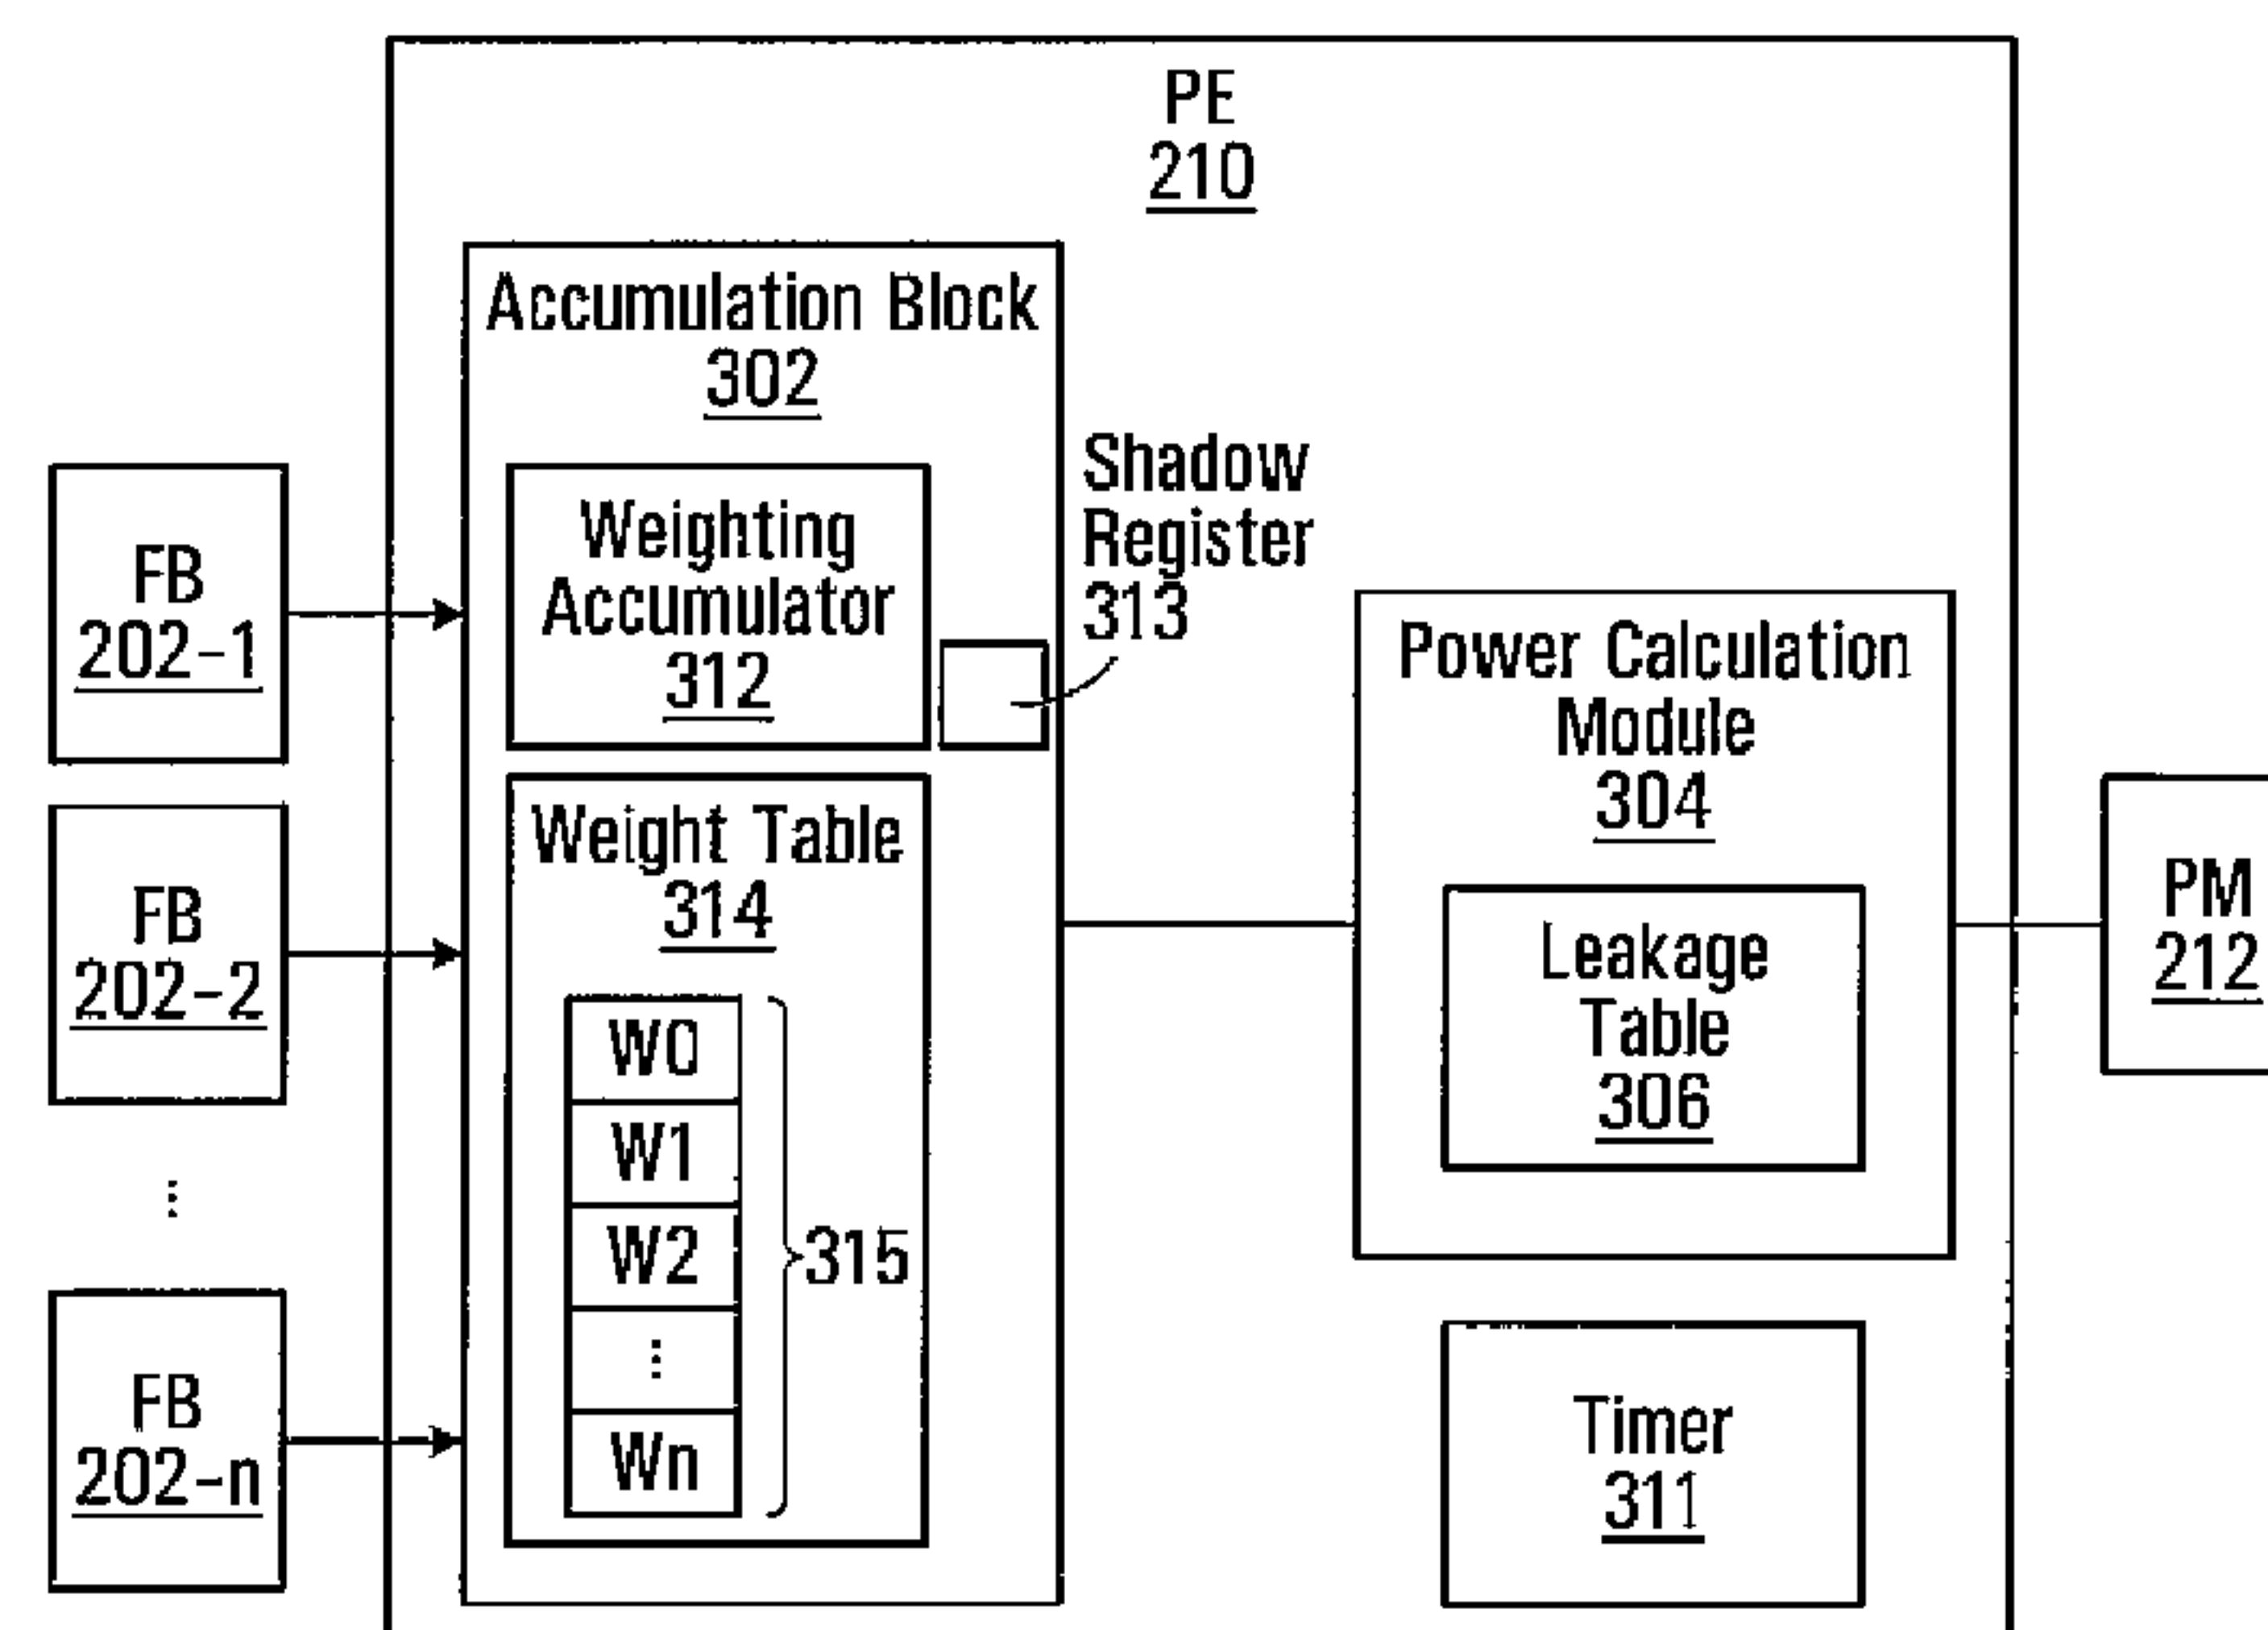 PE
210
Accumulation Block
302
Weighting
Accumulator
312
Shadow
Register
313
Weight Table
314
W0
W1
W2
⋮
Wn
315
FB
202-1
FB
202-2
⋮
FB
202-n
Power Calculation
Module
304
Leakage
Table
306
Timer
311
PM
212